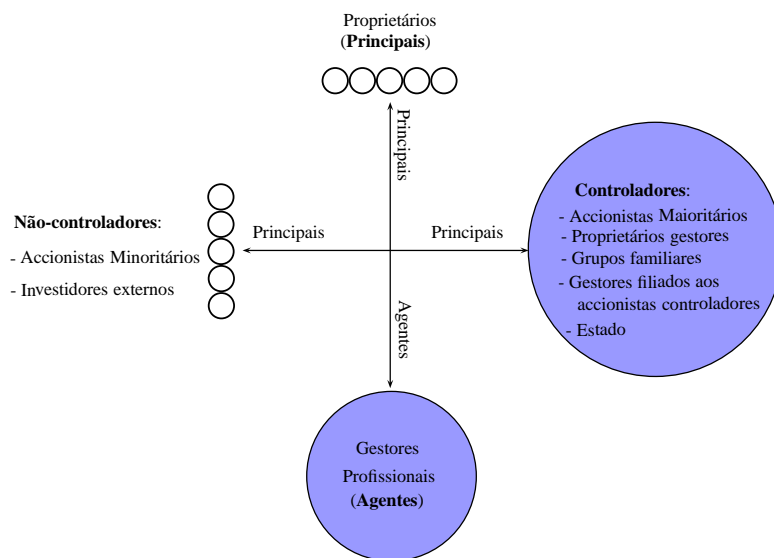 Proprietários
(Principais)
Principais
Não-controladores:
- Accionistas Minoritários
- Investidores externos
Principais
Principais
Controladores:
- Accionistas Maioritários
- Proprietários gestores
- Grupos familiares
- Gestores filiados aos
accionistas controladores
- Estado
Agentes
Gestores
Profissionais
(Agentes)